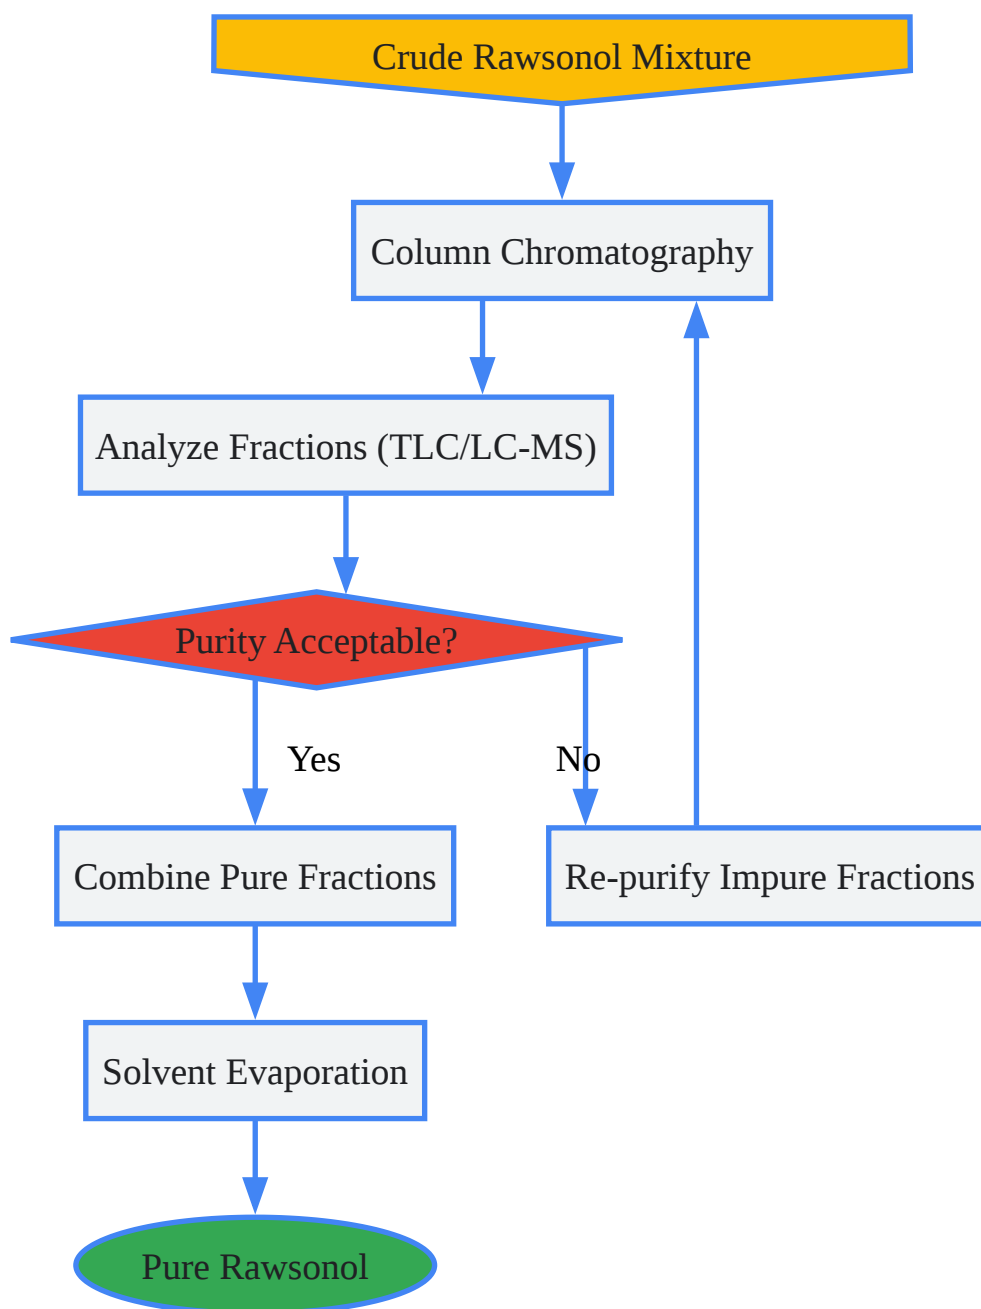 Crude Rawsonol Mixture
Column Chromatography
Analyze Fractions (TLC/LC-MS)
Purity Acceptable?
Yes
No
Combine Pure Fractions
Re-purify Impure Fractions
Solvent Evaporation
Pure Rawsonol